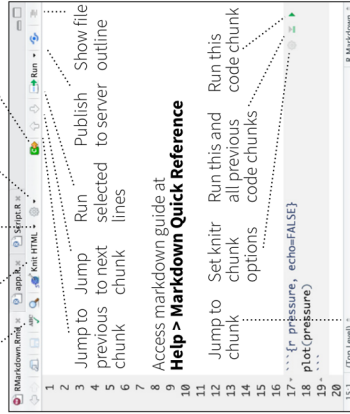 RMarkdown.Rmd app.R Script.R
ABC Knit HTML Run
1
2
3
4
5
6
7
8
9
10
11
12
13
14
15
16
17 ```{r pressure, echo=FALSE}
18 plot(pressure)
19 ```
20
Jump to
previous
chunk
Jump
to next
chunk
Run
selected
lines
Publish
to server
Show file
outline
Access markdown guide at
Help > Markdown Quick Reference
Jump to
chunk
Set knitr
chunk
options
Run this and
all previous
code chunks
Run this
code chunk
15:1 (Top Level) R Markdown